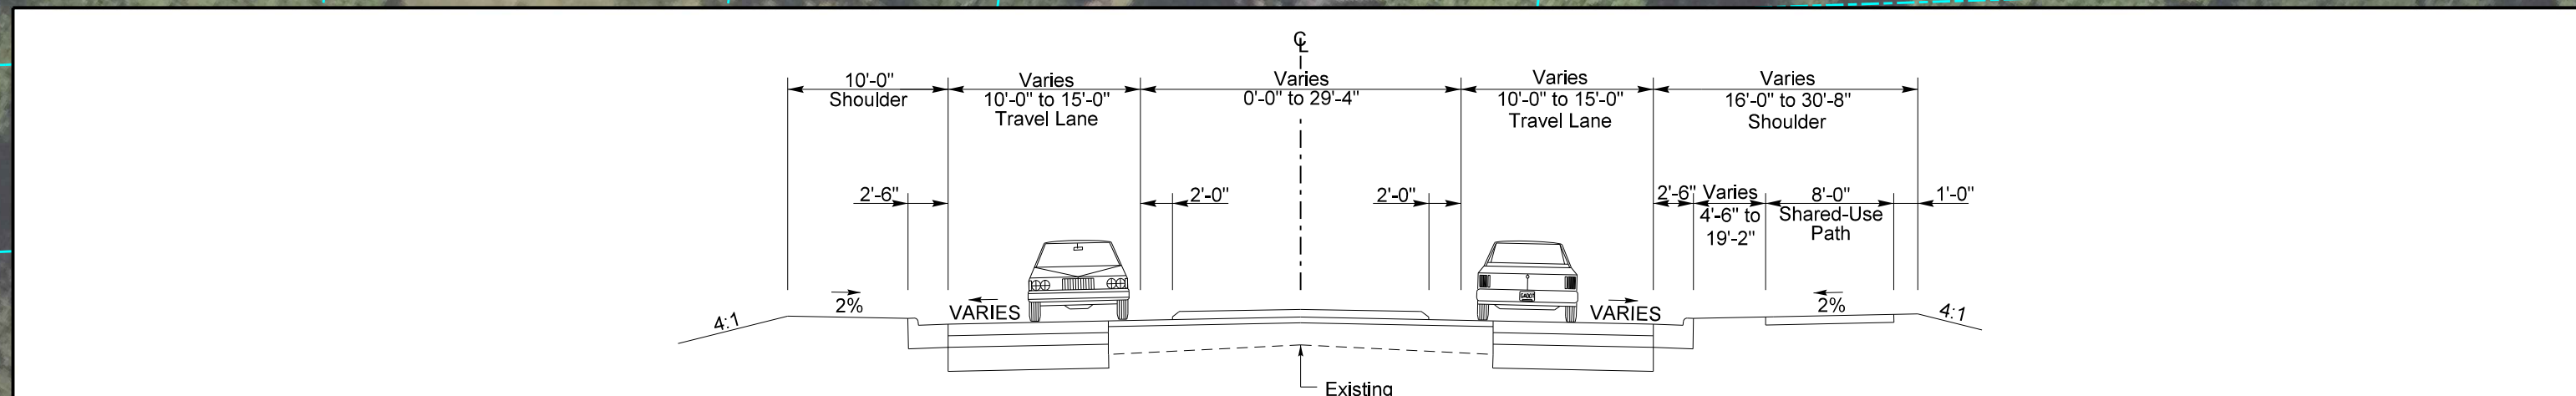 ℄
10'-0"
Shoulder
Varies
10'-0" to 15'-0"
Travel Lane
Varies
0'-0" to 29'-4"
Varies
10'-0" to 15'-0"
Travel Lane
Varies
16'-0" to 30'-8"
Shoulder
2'-6"
2'-0"
2'-0"
2'-6"
Varies
4'-6" to
19'-2"
8'-0"
Shared-Use
Path
1'-0"
4:1
2%
VARIES
GADOT
VARIES
2%
4:1
Existing